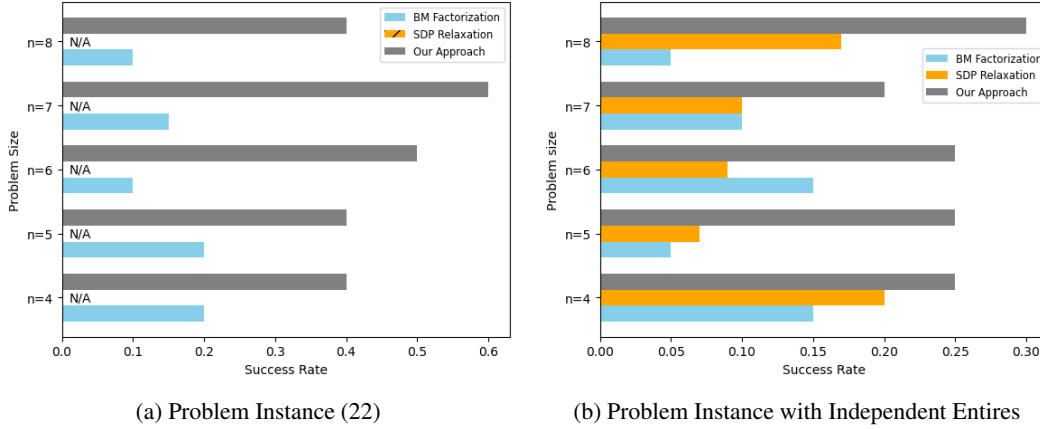 BM Factorization
SDP Relaxation
Our Approach
n=8
N/A
n=7
N/A
n=6
N/A
n=5
N/A
n=4
N/A
Problem Size
0.0 0.1 0.2 0.3 0.4 0.5 0.6
Success Rate
(a) Problem Instance (22)
BM Factorization
SDP Relaxation
Our Approach
n=8
n=7
n=6
n=5
n=4
Problem size
0.00 0.05 0.10 0.15 0.20 0.25 0.30
Success Rate
(b) Problem Instance with Independent Entires